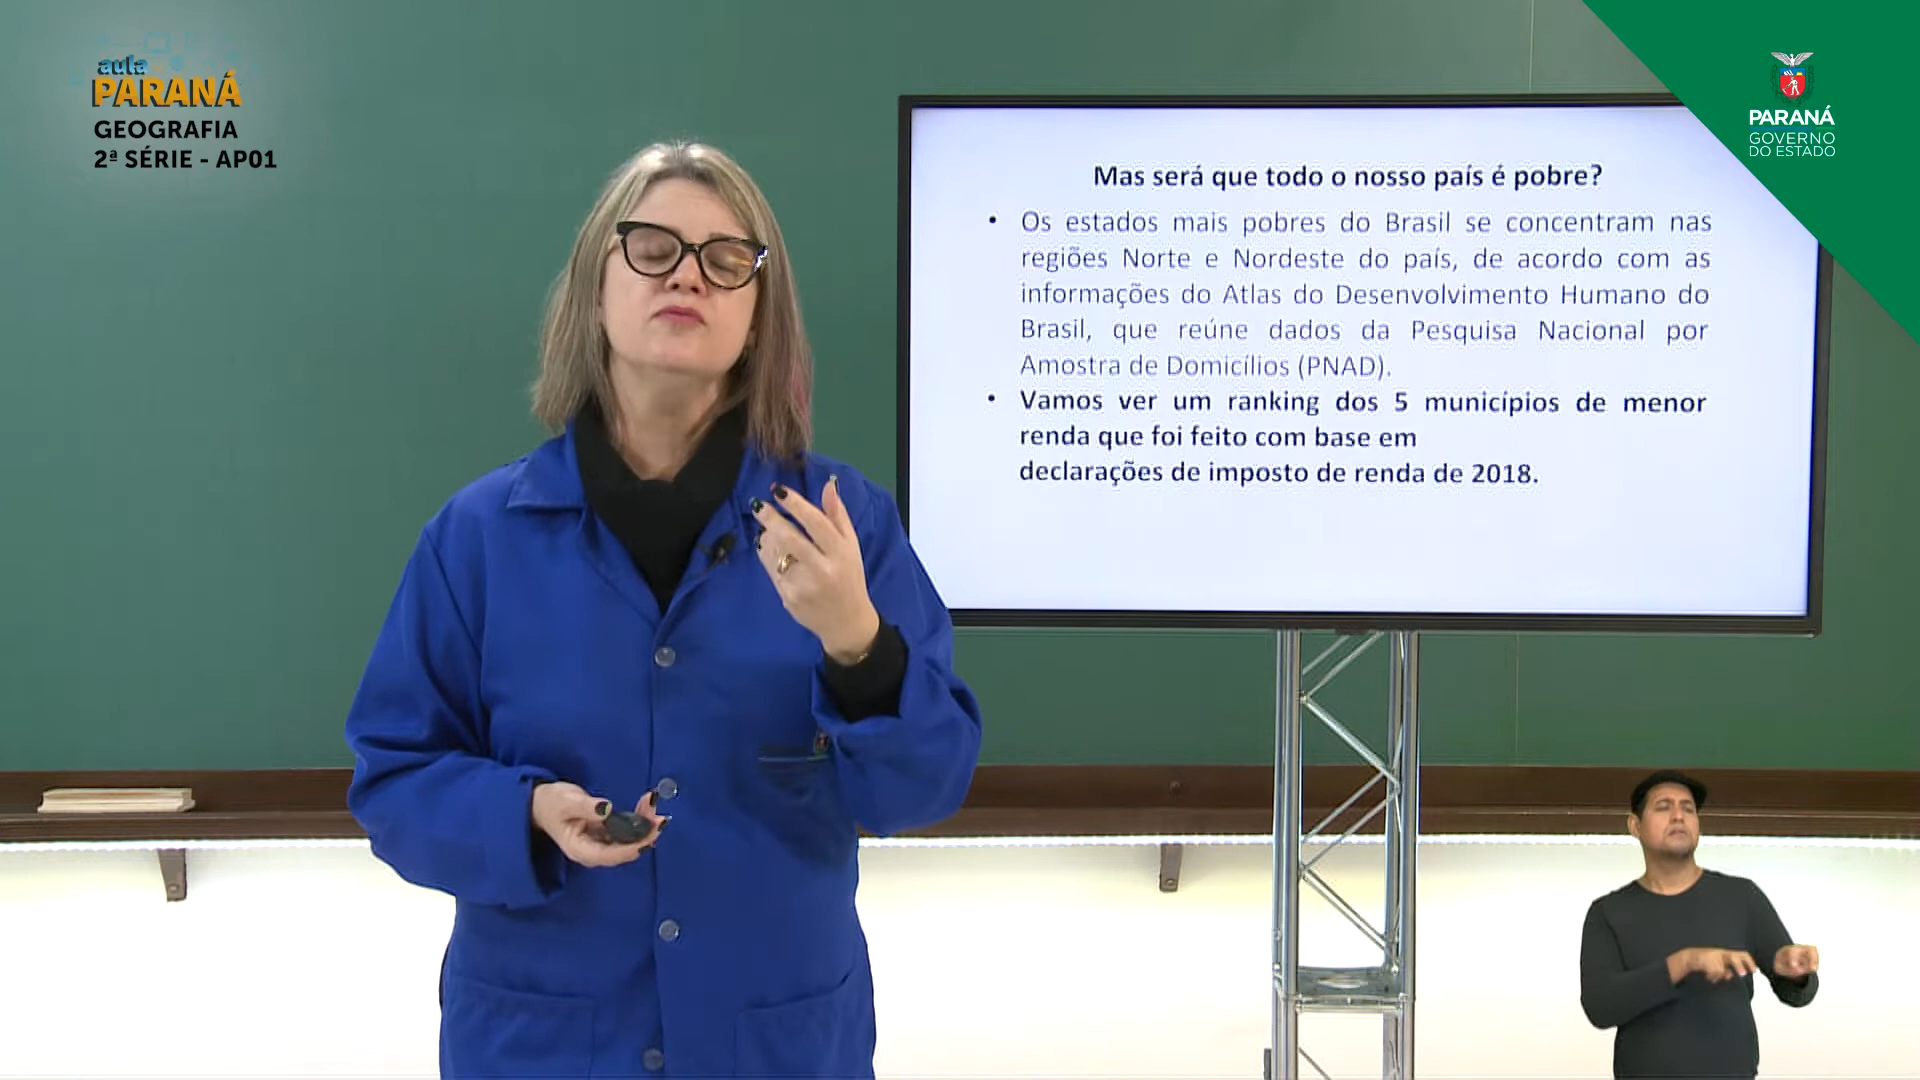 aula
PARANÁ
GEOGRAFIA
2ª SÉRIE - AP01
PARANÁ
GOVERNO
DO ESTADO
Mas será que todo o nosso país é pobre?
• Os estados mais pobres do Brasil se concentram nas
regiões Norte e Nordeste do país, de acordo com as
informações do Atlas do Desenvolvimento Humano do
Brasil, que reúne dados da Pesquisa Nacional por
Amostra de Domicílios (PNAD).
• Vamos ver um ranking dos 5 municípios de menor
renda que foi feito com base em
declarações de imposto de renda de 2018.